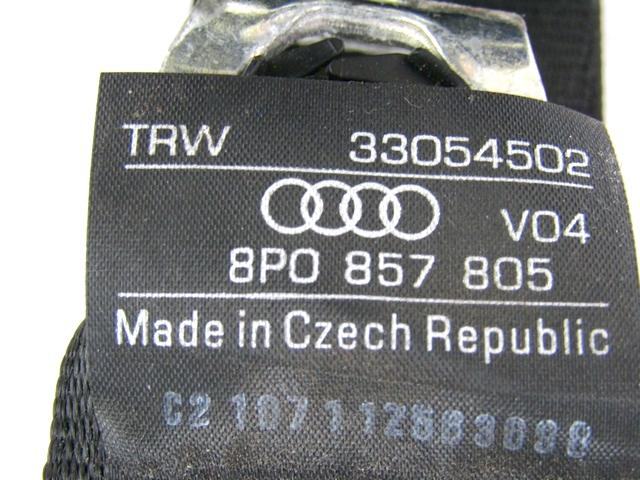 TRW 33054502
V04
8P0 857 805
Made in Czech Republic